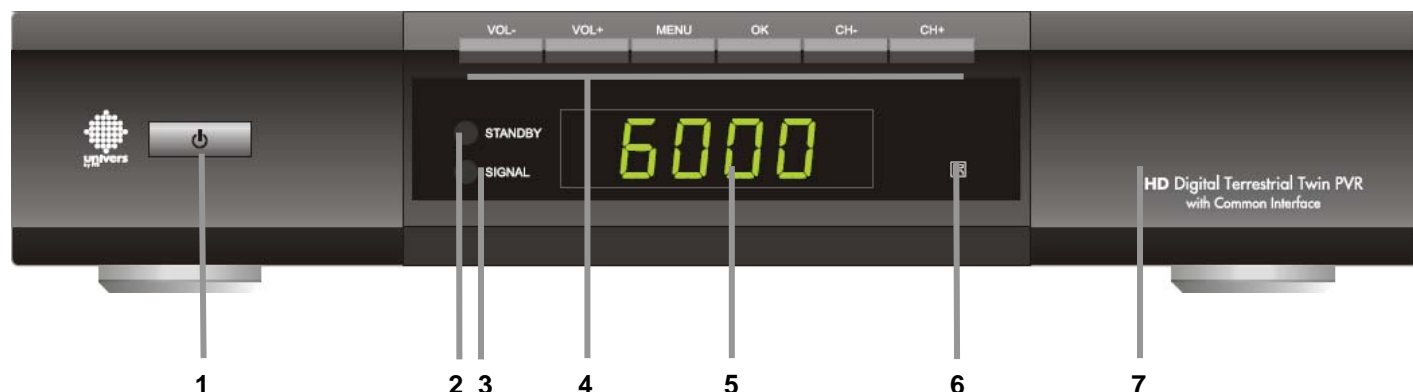 VOL- VOL+ MENU OK CH- CH+
STANDBY
6000
SIGNAL
univers
HD Digital Terrestrial Twin PVR
with Common Interface
1 2 3 4 5 6 7